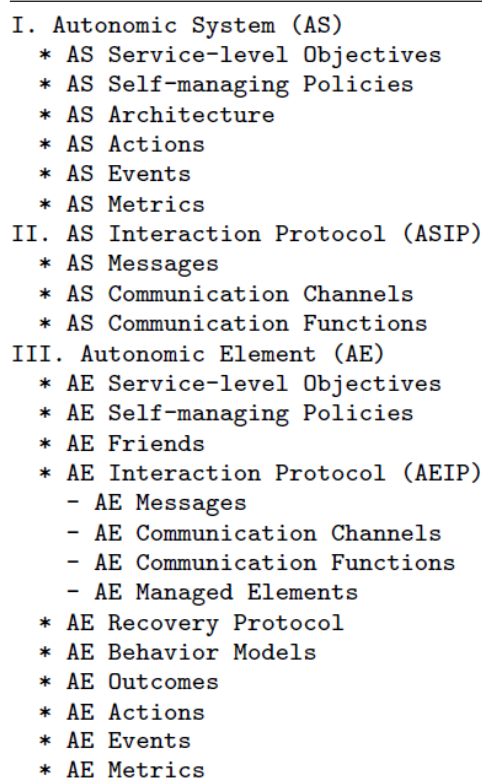 I. Autonomic System (AS)
* AS Service-level Objectives
* AS Self-managing Policies
* AS Architecture
* AS Actions
* AS Events
* AS Metrics
II. AS Interaction Protocol (ASIP)
* AS Messages
* AS Communication Channels
* AS Communication Functions
III. Autonomic Element (AE)
* AE Service-level Objectives
* AE Self-managing Policies
* AE Friends
* AE Interaction Protocol (AEIP)
- AE Messages
- AE Communication Channels
- AE Communication Functions
- AE Managed Elements
* AE Recovery Protocol
* AE Behavior Models
* AE Outcomes
* AE Actions
* AE Events
* AE Metrics